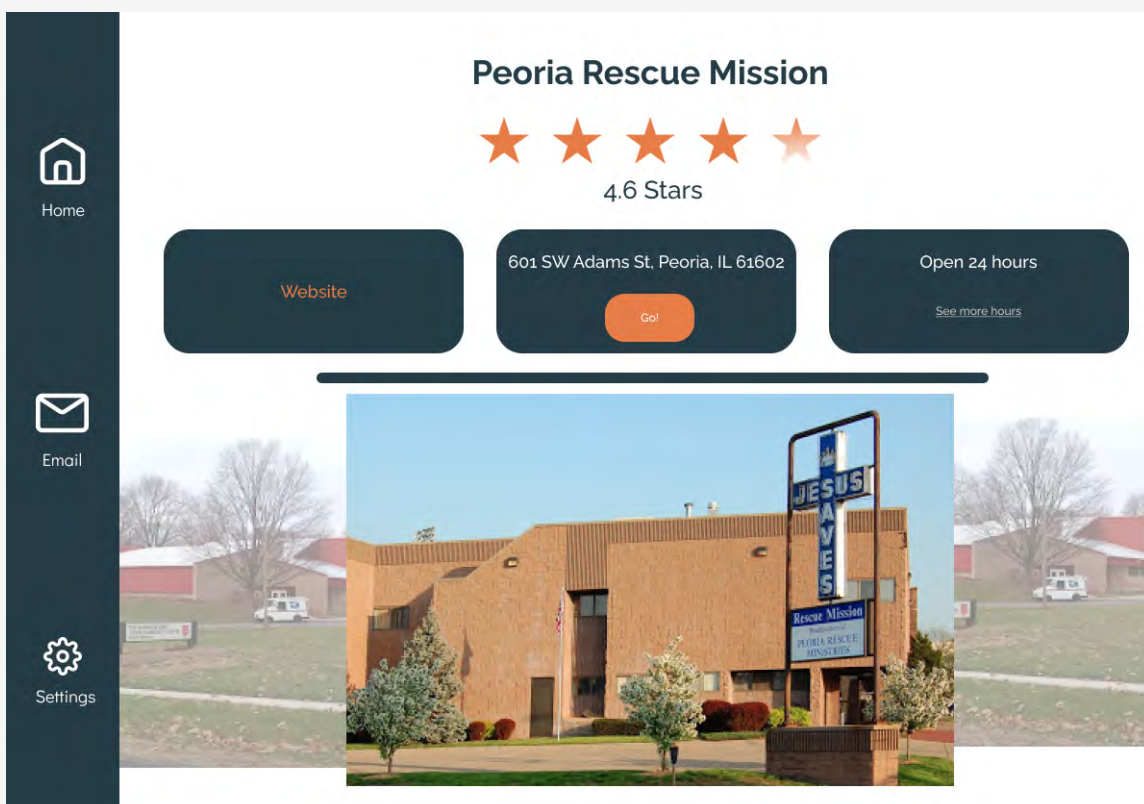 Peoria Rescue Mission
4.6 Stars
Home
Website
601 SW Adams St, Peoria, IL 61602
Go!
Open 24 hours
See more hours
Email
JESUS
SAVES
Rescue Mission
PEORIA RESCUE
MINISTRIES
Settings